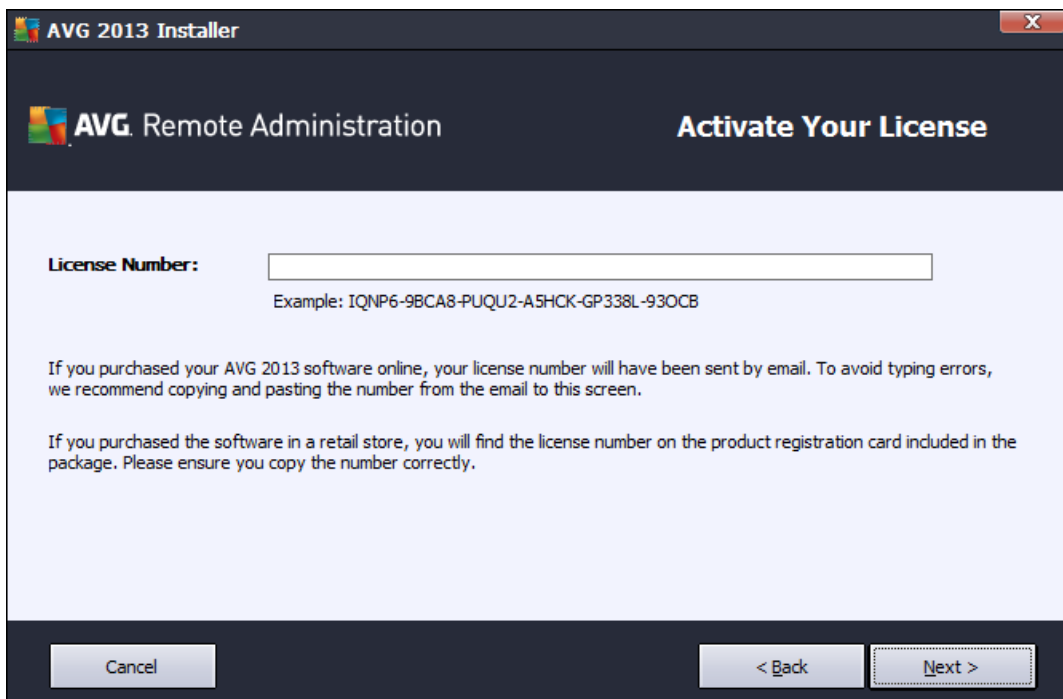 AVG 2013 Installer
AVG. Remote Administration
Activate Your License
License Number:
Example: IQNP6-9BCA8-PUQU2-A5HCK-GP338L-93OCB
If you purchased your AVG 2013 software online, your license number will have been sent by email. To avoid typing errors,
we recommend copying and pasting the number from the email to this screen.
If you purchased the software in a retail store, you will find the license number on the product registration card included in the
package. Please ensure you copy the number correctly.
Cancel
< Back
Next >